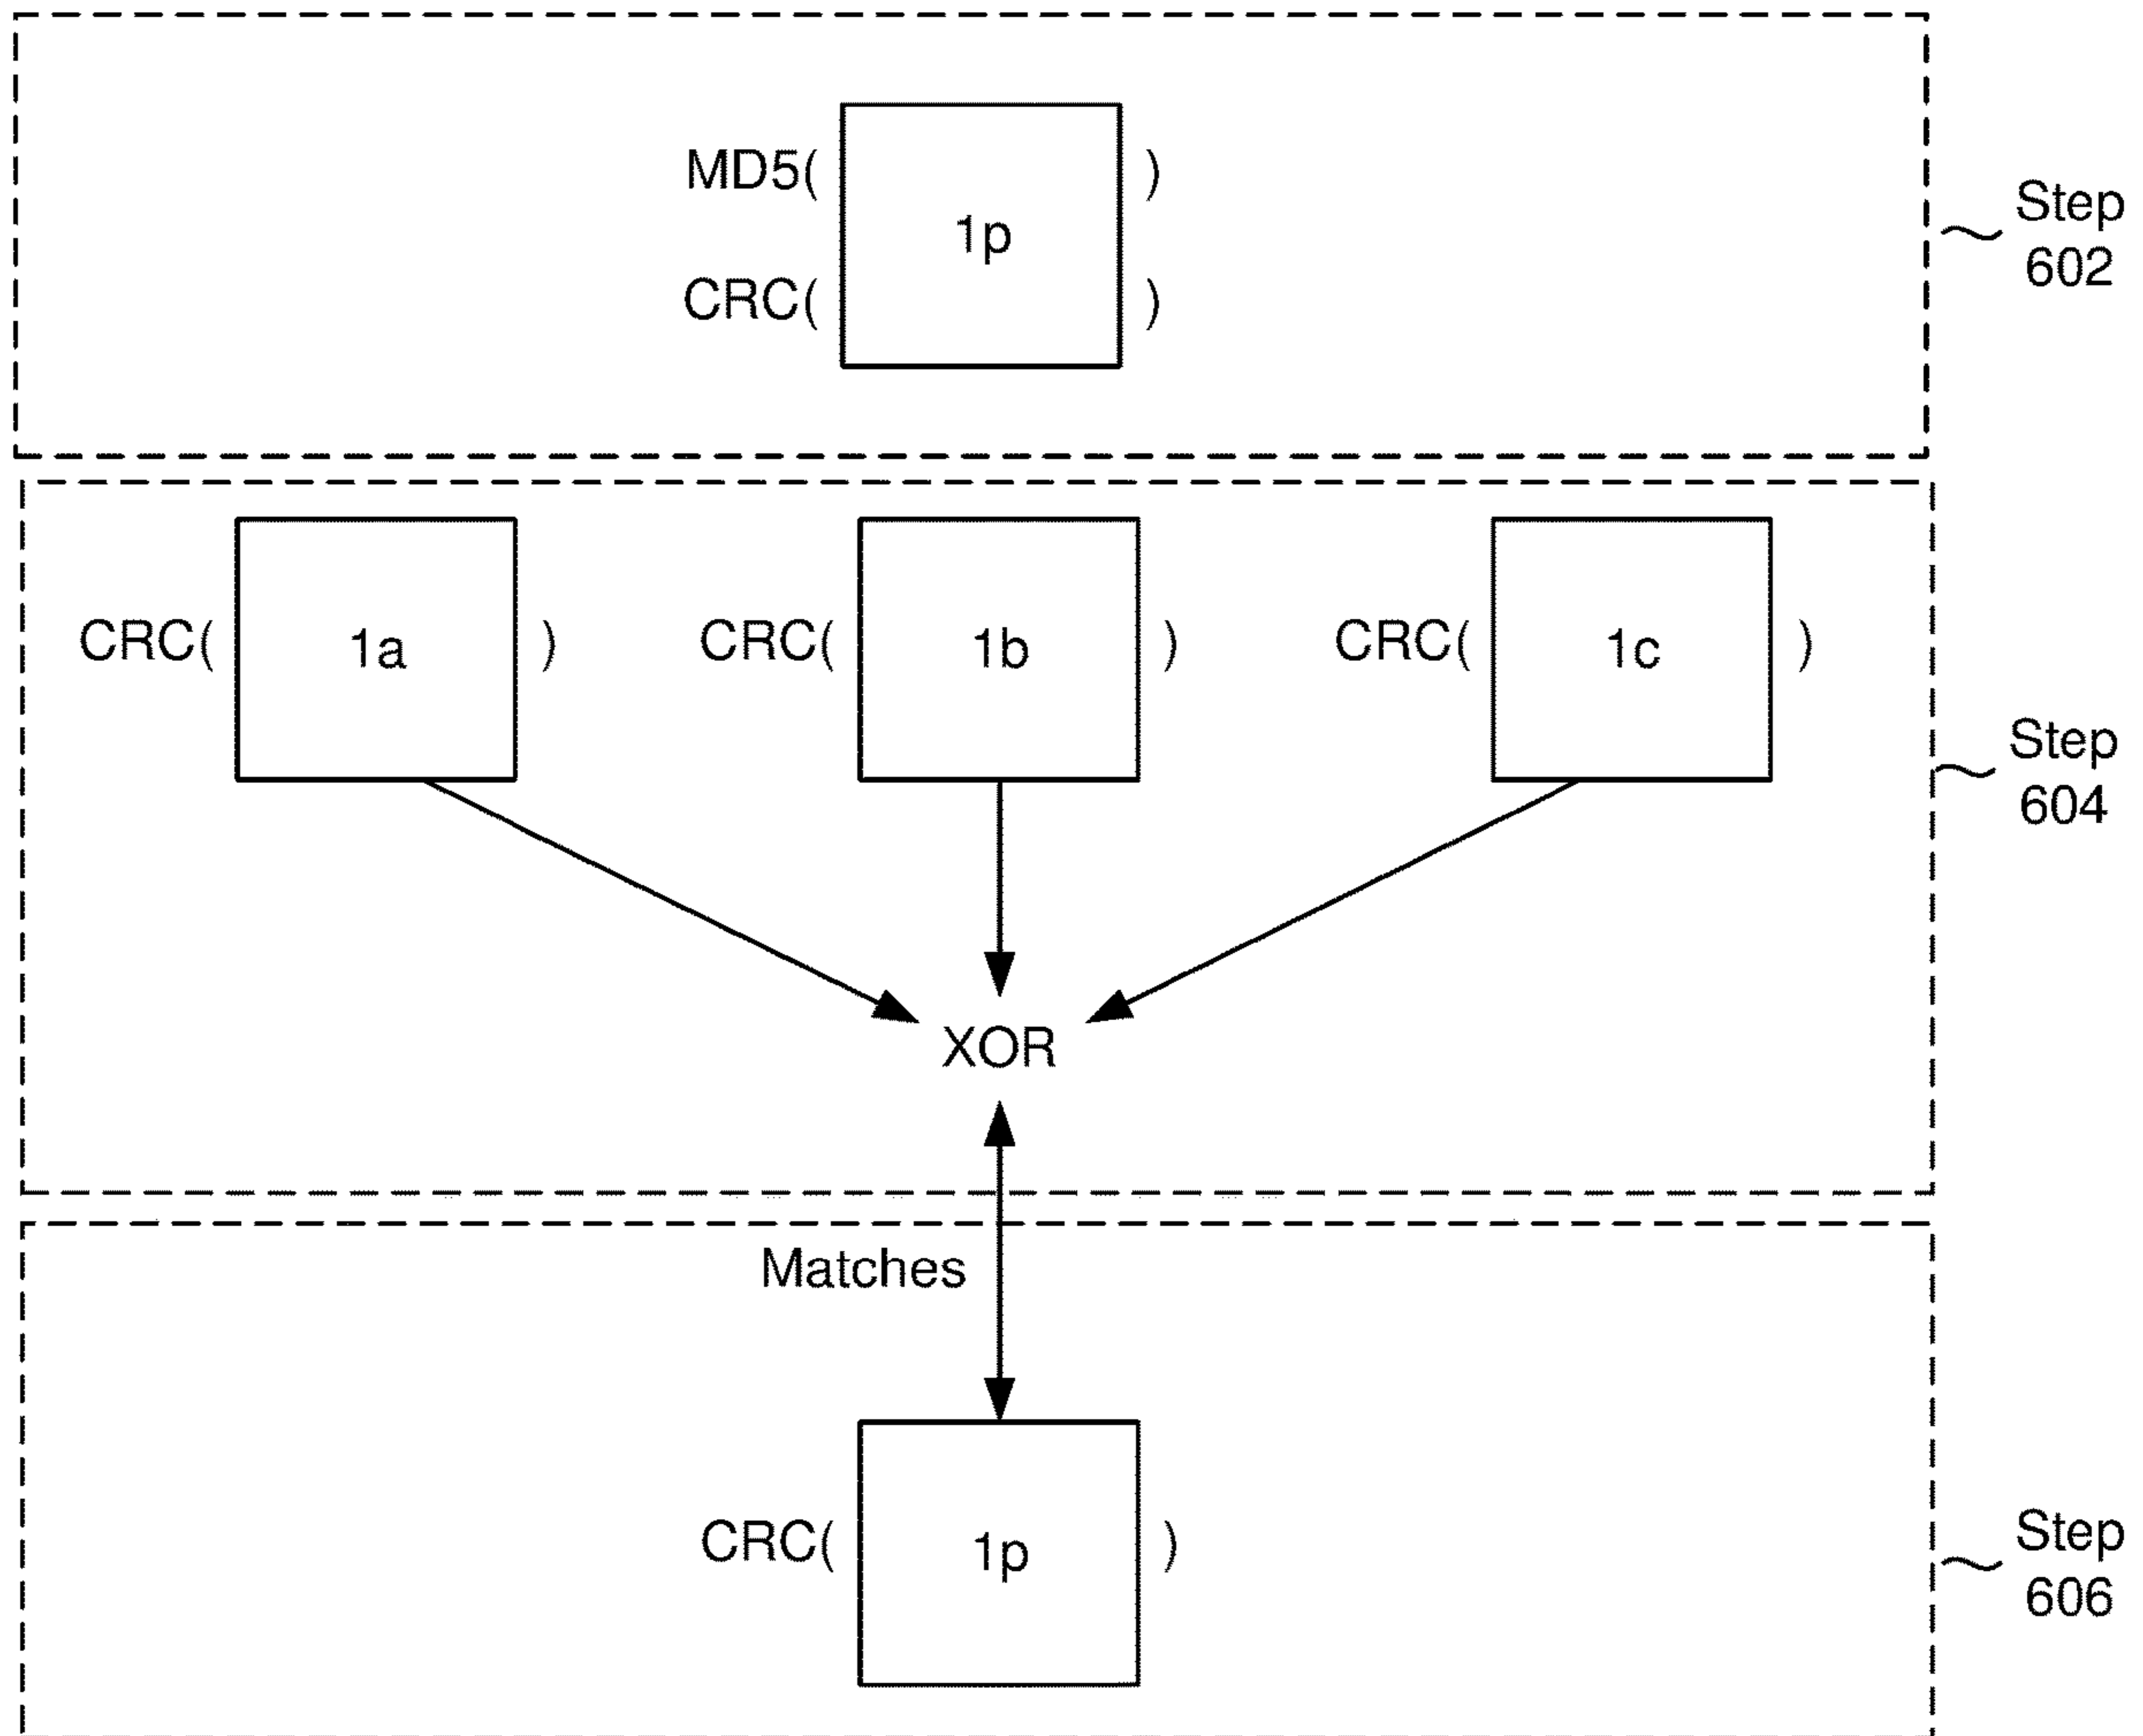 MD5( )
1p
CRC( )
Step
602
CRC( 1a ) CRC( 1b ) CRC( 1c )
Step
604
XOR
Matches
CRC( 1p )
Step
606